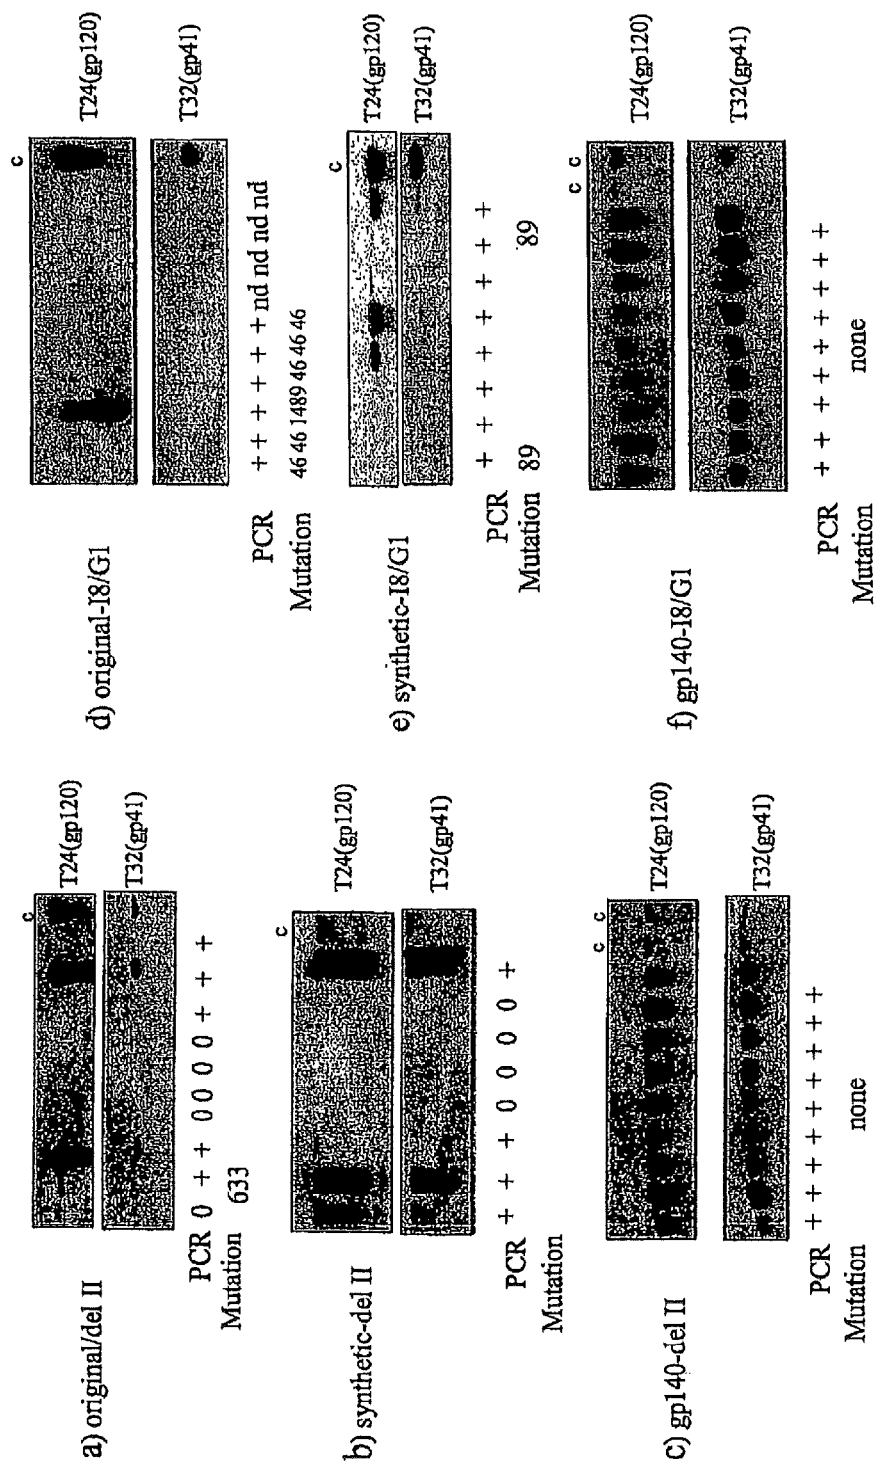 a) original/del II
c
T24(gp120)
T32(gp41)
PCR 0 + + 00 0 0 + + +
Mutation 633
b) synthetic-del II
c
T24(gp120)
T32(gp41)
PCR + + + 0 0 0 0 +
Mutation
c) gp140-del II
c c
T24(gp120)
T32(gp41)
PCR + + + + + + + + +
Mutation none
d) original-I8/G1
c
T24(gp120)
T32(gp41)
PCR + + + + + + nd nd nd nd
Mutation 46 46 1489 46 46 46
e) synthetic-I8/G1
c
T24(gp120)
T32(gp41)
PCR + + + + + + + +
Mutation 89 89
f) gp140-I8/G1
c c
T24(gp120)
T32(gp41)
PCR + + + + + + + + +
Mutation none